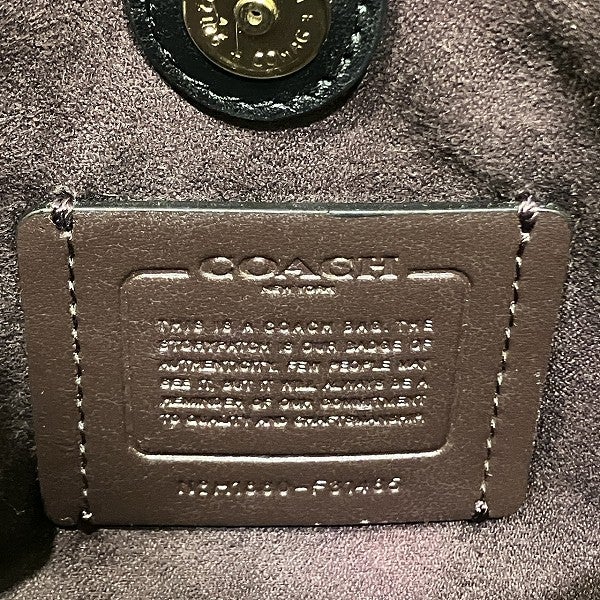 COACH
COACH
NEW YORK
THIS IS A COACH BAG. THE
STORYPATCH IS OUR BADGE OF
AUTHENTICITY. FEW PEOPLE MAY
SEE IT, BUT IT WILL ALWAYS BE A
REMINDER OF OUR COMMITMENT
TO QUALITY AND CRAFTSMANSHIP.